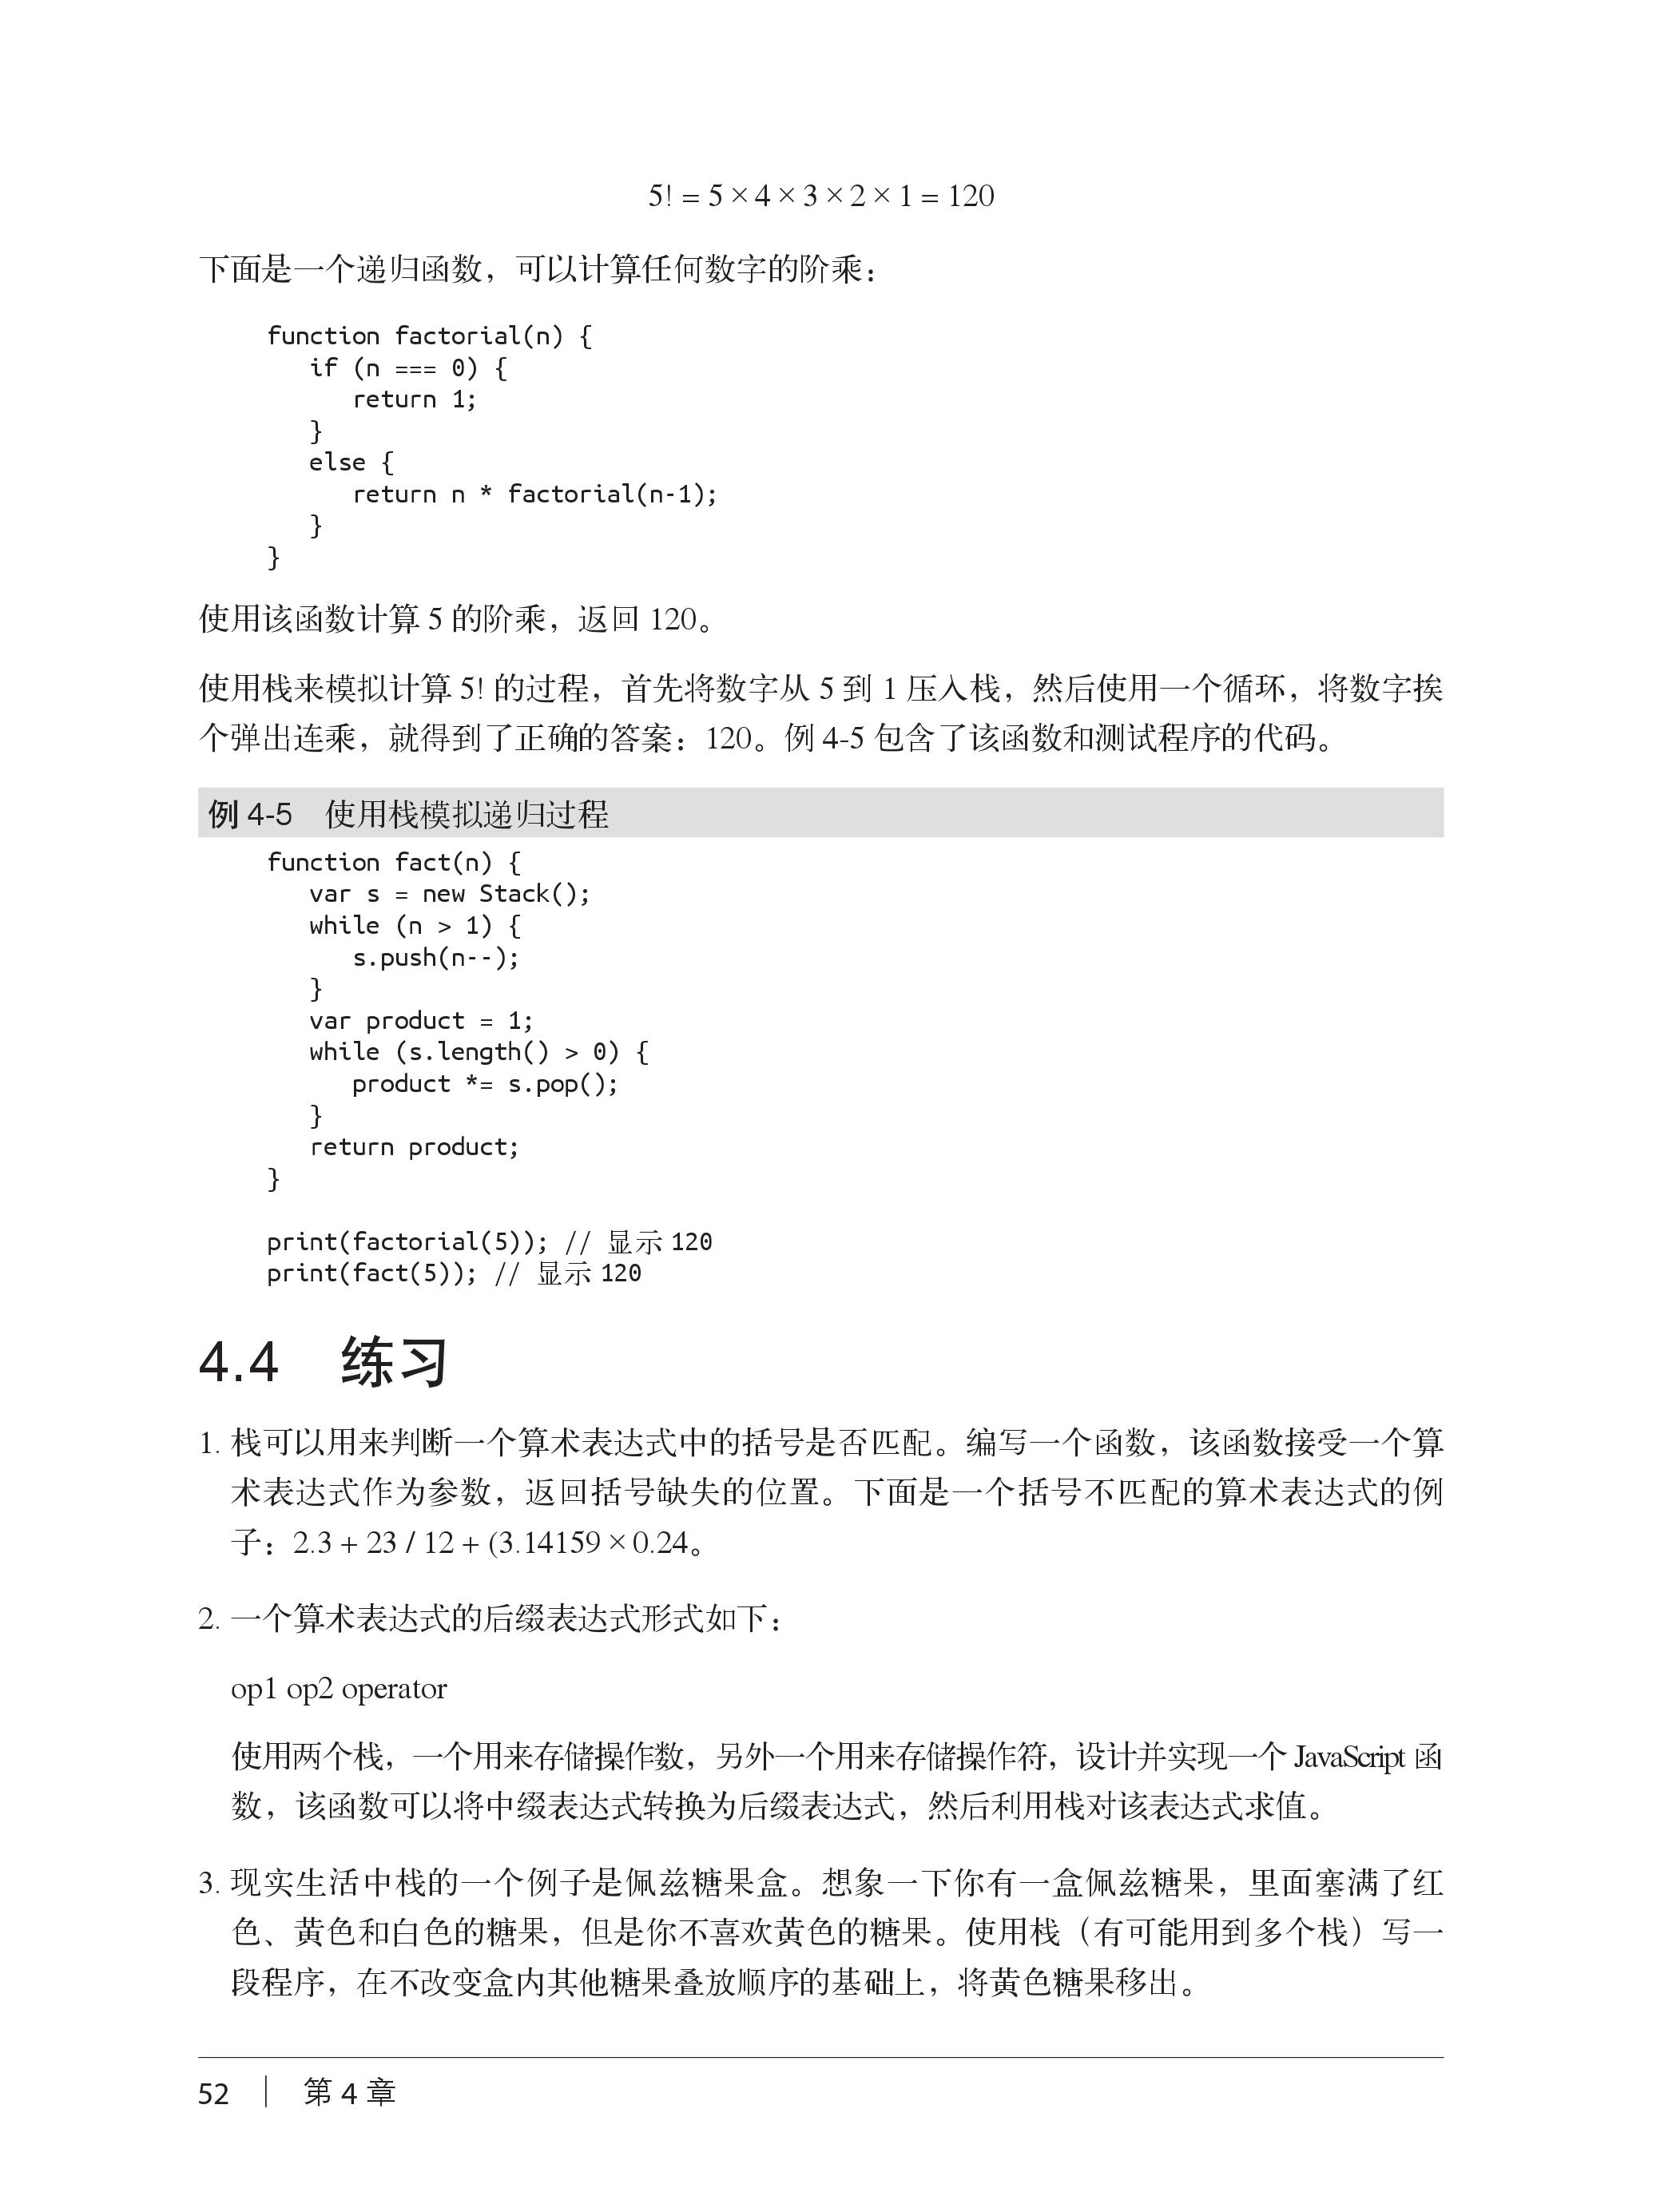 5! = 5 × 4 × 3 × 2 × 1 = 120
下面是一个递归函数，可以计算任何数字的阶乘：
function factorial(n) {
   if (n === 0) {
      return 1;
   }
   else {
      return n * factorial(n-1);
   }
}
使用该函数计算 5 的阶乘，返回 120。
使用栈来模拟计算 5! 的过程，首先将数字从 5 到 1 压入栈，然后使用一个循环，将数字挨
个弹出连乘，就得到了正确的答案：120。例 4-5 包含了该函数和测试程序的代码。
例 4-5　使用栈模拟递归过程
function fact(n) {
   var s = new Stack();
   while (n > 1) {
      s.push(n--);
   }
   var product = 1;
   while (s.length() > 0) {
      product *= s.pop();
   }
   return product;
}
print(factorial(5)); // 显示 120
print(fact(5)); // 显示 120
4.4　练习
1. 栈可以用来判断一个算术表达式中的括号是否匹配。编写一个函数，该函数接受一个算
术表达式作为参数，返回括号缺失的位置。下面是一个括号不匹配的算术表达式的例
子：2.3 + 23 / 12 + (3.14159 × 0.24。
2. 一个算术表达式的后缀表达式形式如下：
op1 op2 operator
使用两个栈，一个用来存储操作数，另外一个用来存储操作符，设计并实现一个 JavaScript 函
数，该函数可以将中缀表达式转换为后缀表达式，然后利用栈对该表达式求值。
3. 现实生活中栈的一个例子是佩兹糖果盒。想象一下你有一盒佩兹糖果，里面塞满了红
色、黄色和白色的糖果，但是你不喜欢黄色的糖果。使用栈（有可能用到多个栈）写一
段程序，在不改变盒内其他糖果叠放顺序的基础上，将黄色糖果移出。
52 ｜ 第 4 章